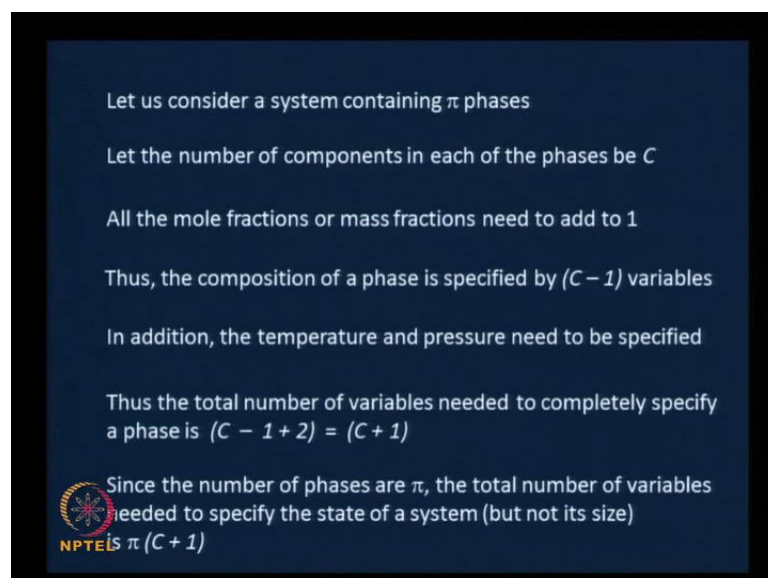 Let us consider a system containing π phases
Let the number of components in each of the phases be C
All the mole fractions or mass fractions need to add to 1
Thus, the composition of a phase is specified by (C – 1) variables
In addition, the temperature and pressure need to be specified
Thus the total number of variables needed to completely specify
a phase is (C – 1 + 2) = (C + 1)
Since the number of phases are π, the total number of variables
needed to specify the state of a system (but not its size)
is π (C + 1)
NPTEL